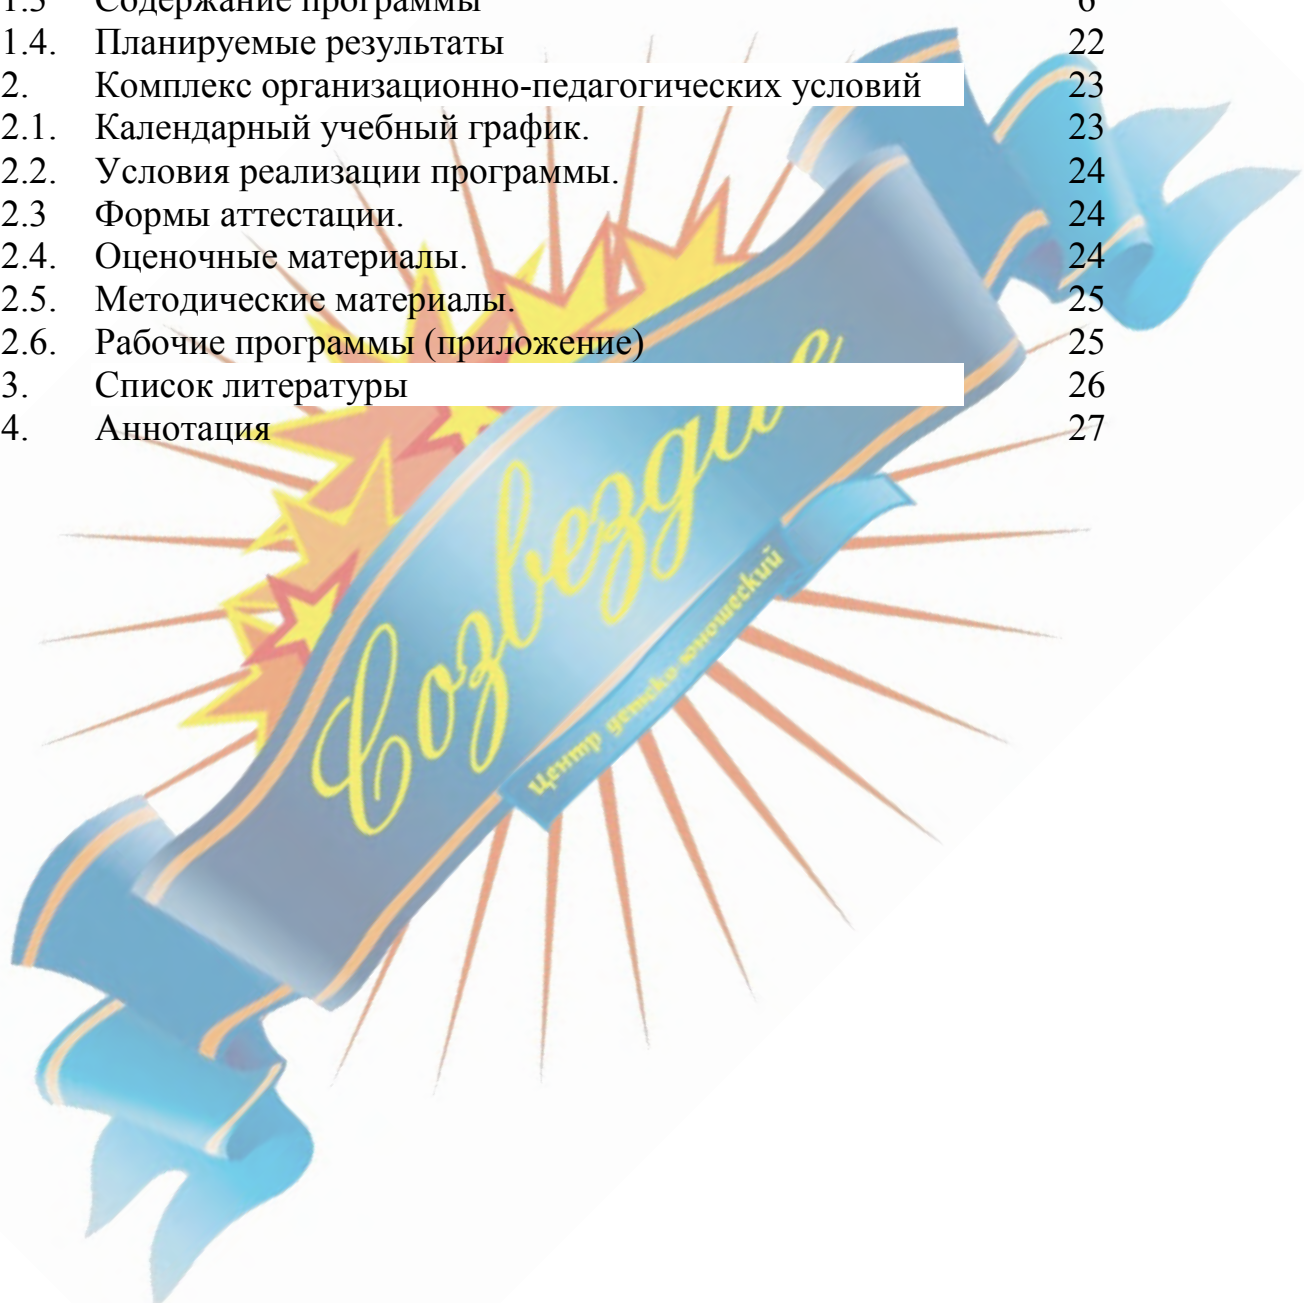 1.3 Содержание программы 6
1.4. Планируемые результаты 22
2. Комплекс организационно-педагогических условий 23
2.1. Календарный учебный график. 23
2.2. Условия реализации программы. 24
2.3 Формы аттестации. 24
2.4. Оценочные материалы. 24
2.5. Методические материалы. 25
2.6. Рабочие программы (приложение) 25
3. Список литературы 26
4. Аннотация 27
Созвездие
Центр детско юношеский